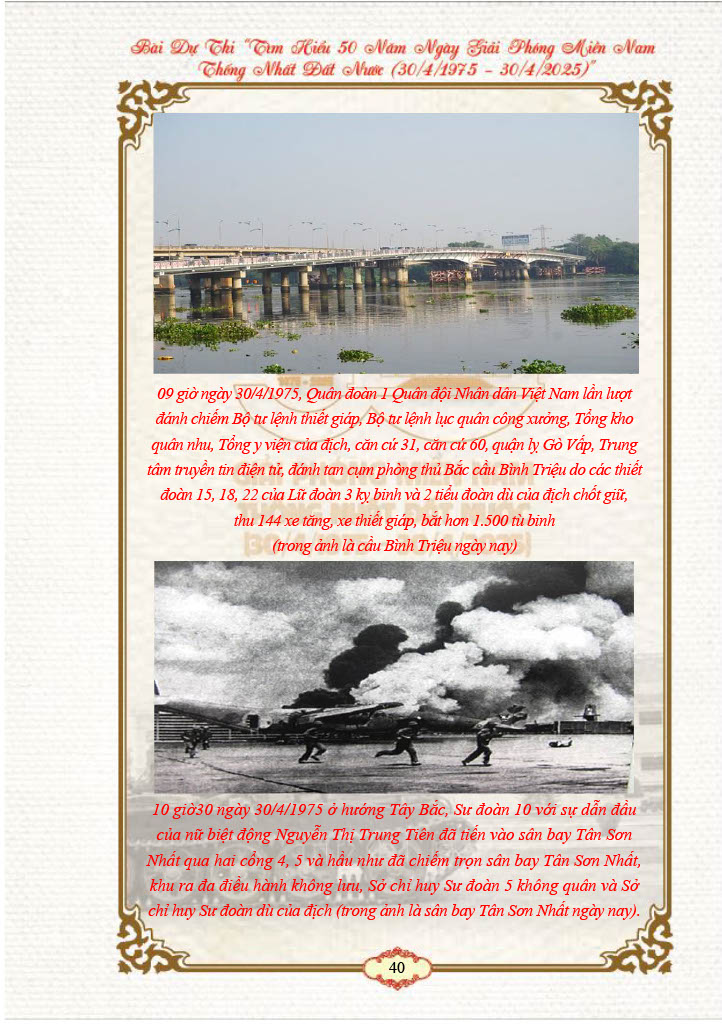 Bài Dự Thi "Tìm Hiểu 50 Năm Ngày Giải Phóng Miền Nam
Thống Nhất Đất Nước (30/4/1975 - 30/4/2025)"
09 giờ ngày 30/4/1975, Quân đoàn 1 Quân đội Nhân dân Việt Nam lần lượt
đánh chiếm Bộ tư lệnh thiết giáp, Bộ tư lệnh lục quân công xưởng, Tổng kho
quân nhu, Tổng y viện của địch, căn cứ 31, căn cứ 60, quận lỵ Gò Vấp, Trung
tâm truyền tin điện tử, đánh tan cụm phòng thủ Bắc cầu Bình Triệu do các thiết
đoàn 15, 18, 22 của Lữ đoàn 3 kỵ binh và 2 tiểu đoàn dù của địch chốt giữ,
thu 144 xe tăng, xe thiết giáp, bắt hơn 1.500 tù binh
(trong ảnh là cầu Bình Triệu ngày nay)
10 giờ30 ngày 30/4/1975 ở hướng Tây Bắc, Sư đoàn 10 với sự dẫn đầu
của nữ biệt động Nguyễn Thị Trung Tiên đã tiến vào sân bay Tân Sơn
Nhất qua hai cổng 4, 5 và hầu như đã chiếm trọn sân bay Tân Sơn Nhất,
khu ra đa điều hành không lưu, Sở chỉ huy Sư đoàn 5 không quân và Sở
chỉ huy Sư đoàn dù của địch (trong ảnh là sân bay Tân Sơn Nhất ngày nay).
40